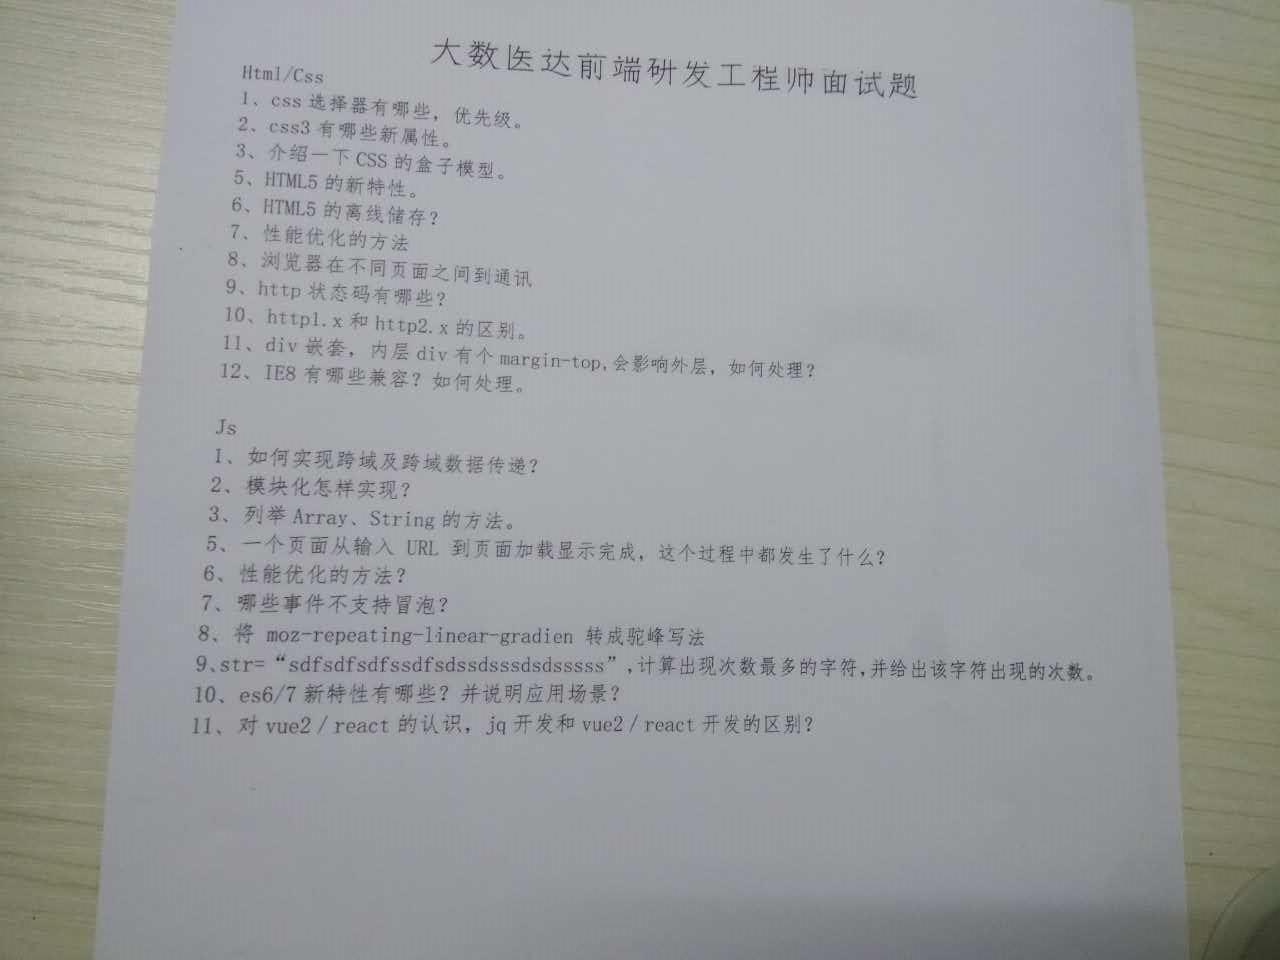 大数医达前端研发工程师面试题
Html/Css
1、css 选择器有哪些，优先级。
2、css3 有哪些新属性。
3、介绍一下 CSS 的盒子模型。
5、HTML5 的新特性。
6、HTML5 的离线储存？
7、性能优化的方法
8、浏览器在不同页面之间到通讯
9、http 状态码有哪些？
10、http1.x 和 http2.x 的区别。
11、div 嵌套，内层 div 有个 margin-top,会影响外层，如何处理？
12、IE8 有哪些兼容？如何处理。
Js
1、如何实现跨域及跨域数据传递？
2、模块化怎样实现？
3、列举 Array、String 的方法。
5、一个页面从输入 URL 到页面加载显示完成，这个过程中都发生了什么？
6、性能优化的方法？
7、哪些事件不支持冒泡？
8、将 moz-repeating-linear-gradien 转成驼峰写法
9、str=“sdfsdfsdfssdfsdssdsssdsdsssss”,计算出现次数最多的字符,并给出该字符出现的次数。
10、es6/7 新特性有哪些？并说明应用场景？
11、对 vue2 / react 的认识，jq 开发和 vue2 / react 开发的区别？